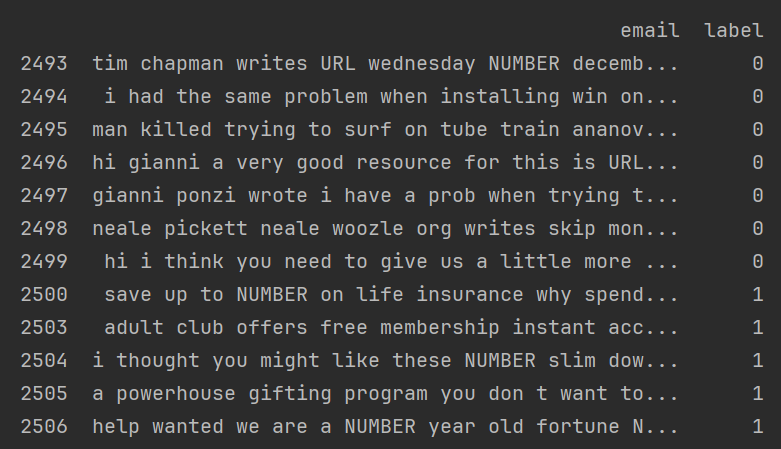 email label
2493 tim chapman writes URL wednesday NUMBER decemb... 0
2494 i had the same problem when installing win on... 0
2495 man killed trying to surf on tube train ananov... 0
2496 hi gianni a very good resource for this is URL... 0
2497 gianni ponzi wrote i have a prob when trying t... 0
2498 neale pickett neale woozle org writes skip mon... 0
2499 hi i think you need to give us a little more ... 0
2500 save up to NUMBER on life insurance why spend... 1
2503 adult club offers free membership instant acc... 1
2504 i thought you might like these NUMBER slim dow... 1
2505 a powerhouse gifting program you don t want to... 1
2506 help wanted we are a NUMBER year old fortune N... 1